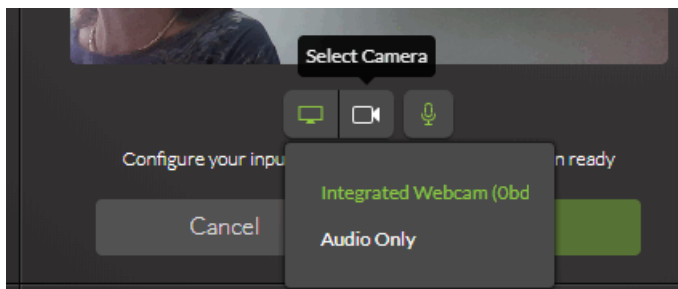 Select Camera
Configure your inpu
n ready
Integrated Webcam (0bd
Cancel
Audio Only